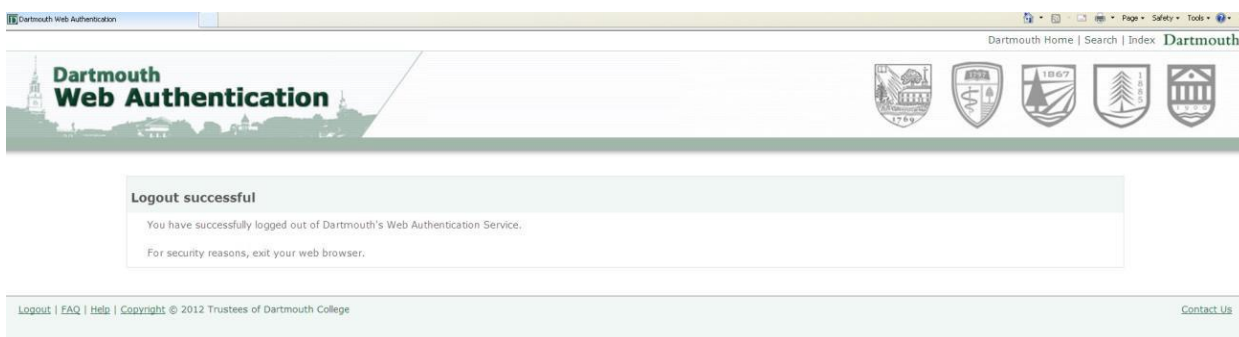 Dartmouth Web Authentication
Page Safety Tools
Dartmouth Home | Search | Index Dartmouth
Dartmouth
Web Authentication
1769
1867
1885
1900
Logout successful
You have successfully logged out of Dartmouth's Web Authentication Service.
For security reasons, exit your web browser.
Logout | FAQ | Help | Copyright © 2012 Trustees of Dartmouth College
Contact Us